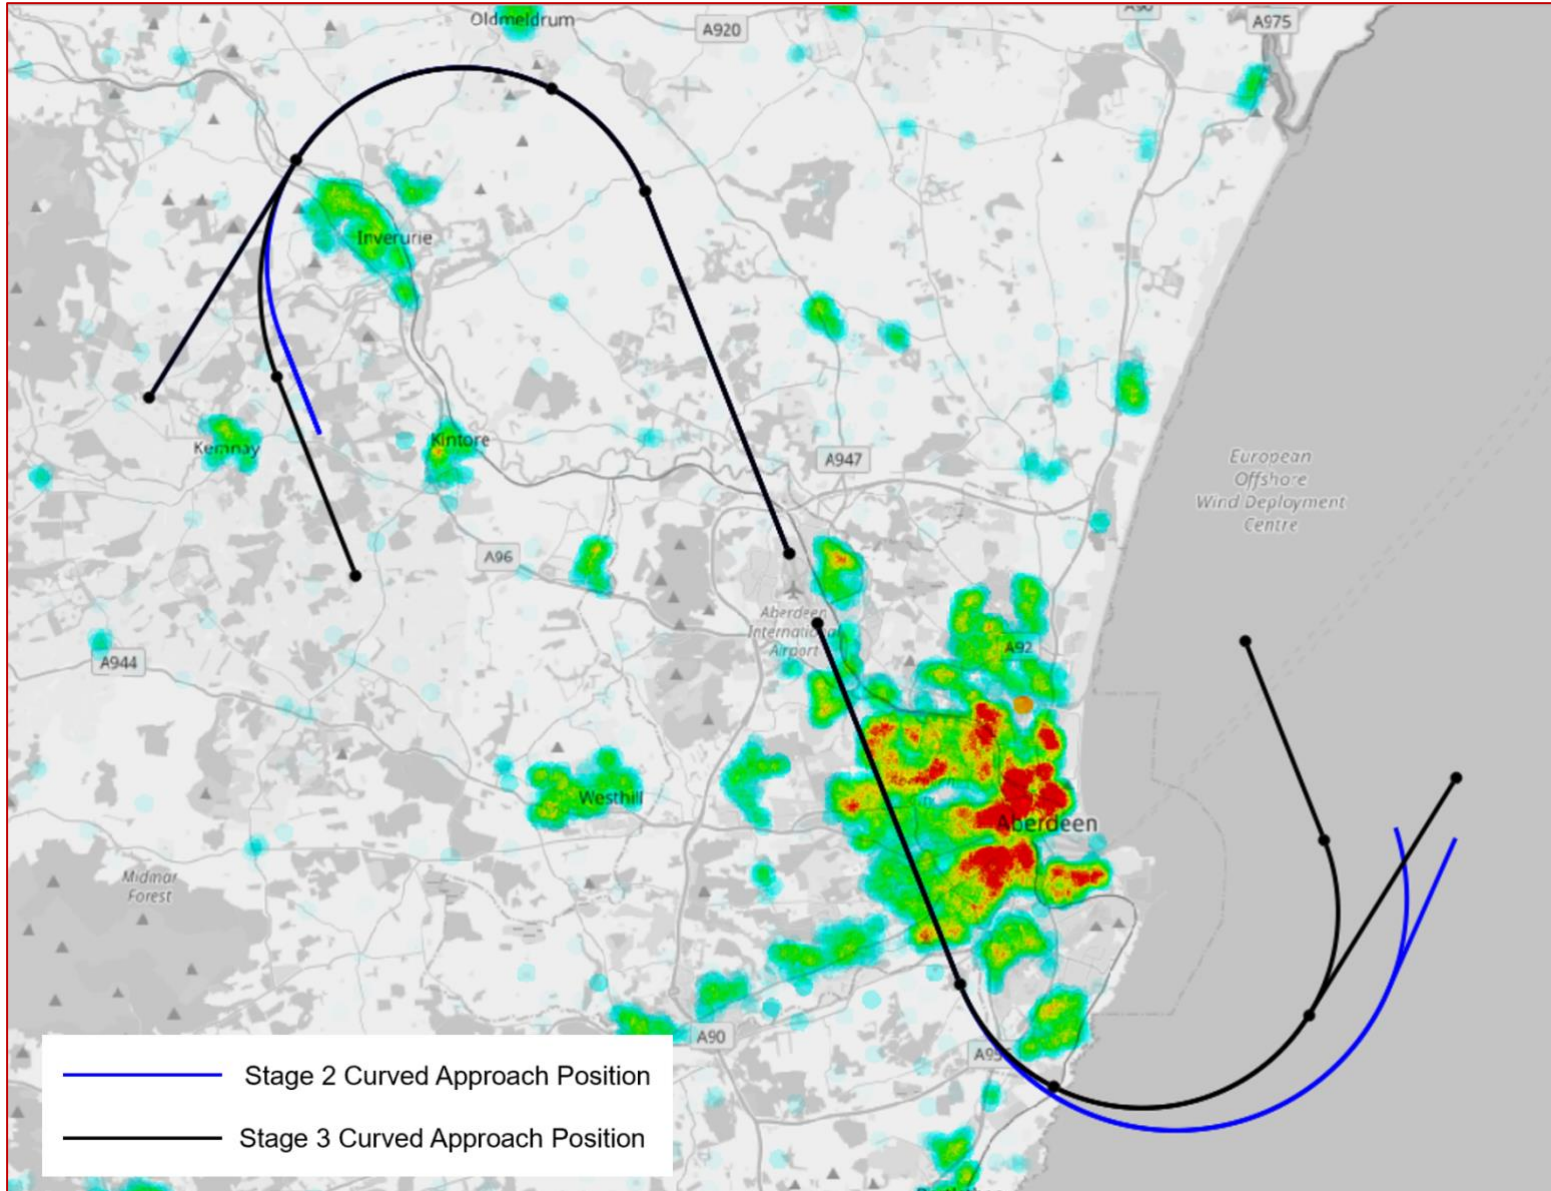 Oldmeldrum
A920
A90
A975
Inverurie
Kemnay
Kintore
A947
European
Offshore
Wind Deployment
Centre
A96
Aberdeen
International
Airport
A92
A944
Westhill
Aberdeen
Midmar
Forest
A90
Stage 2 Curved Approach Position
Stage 3 Curved Approach Position